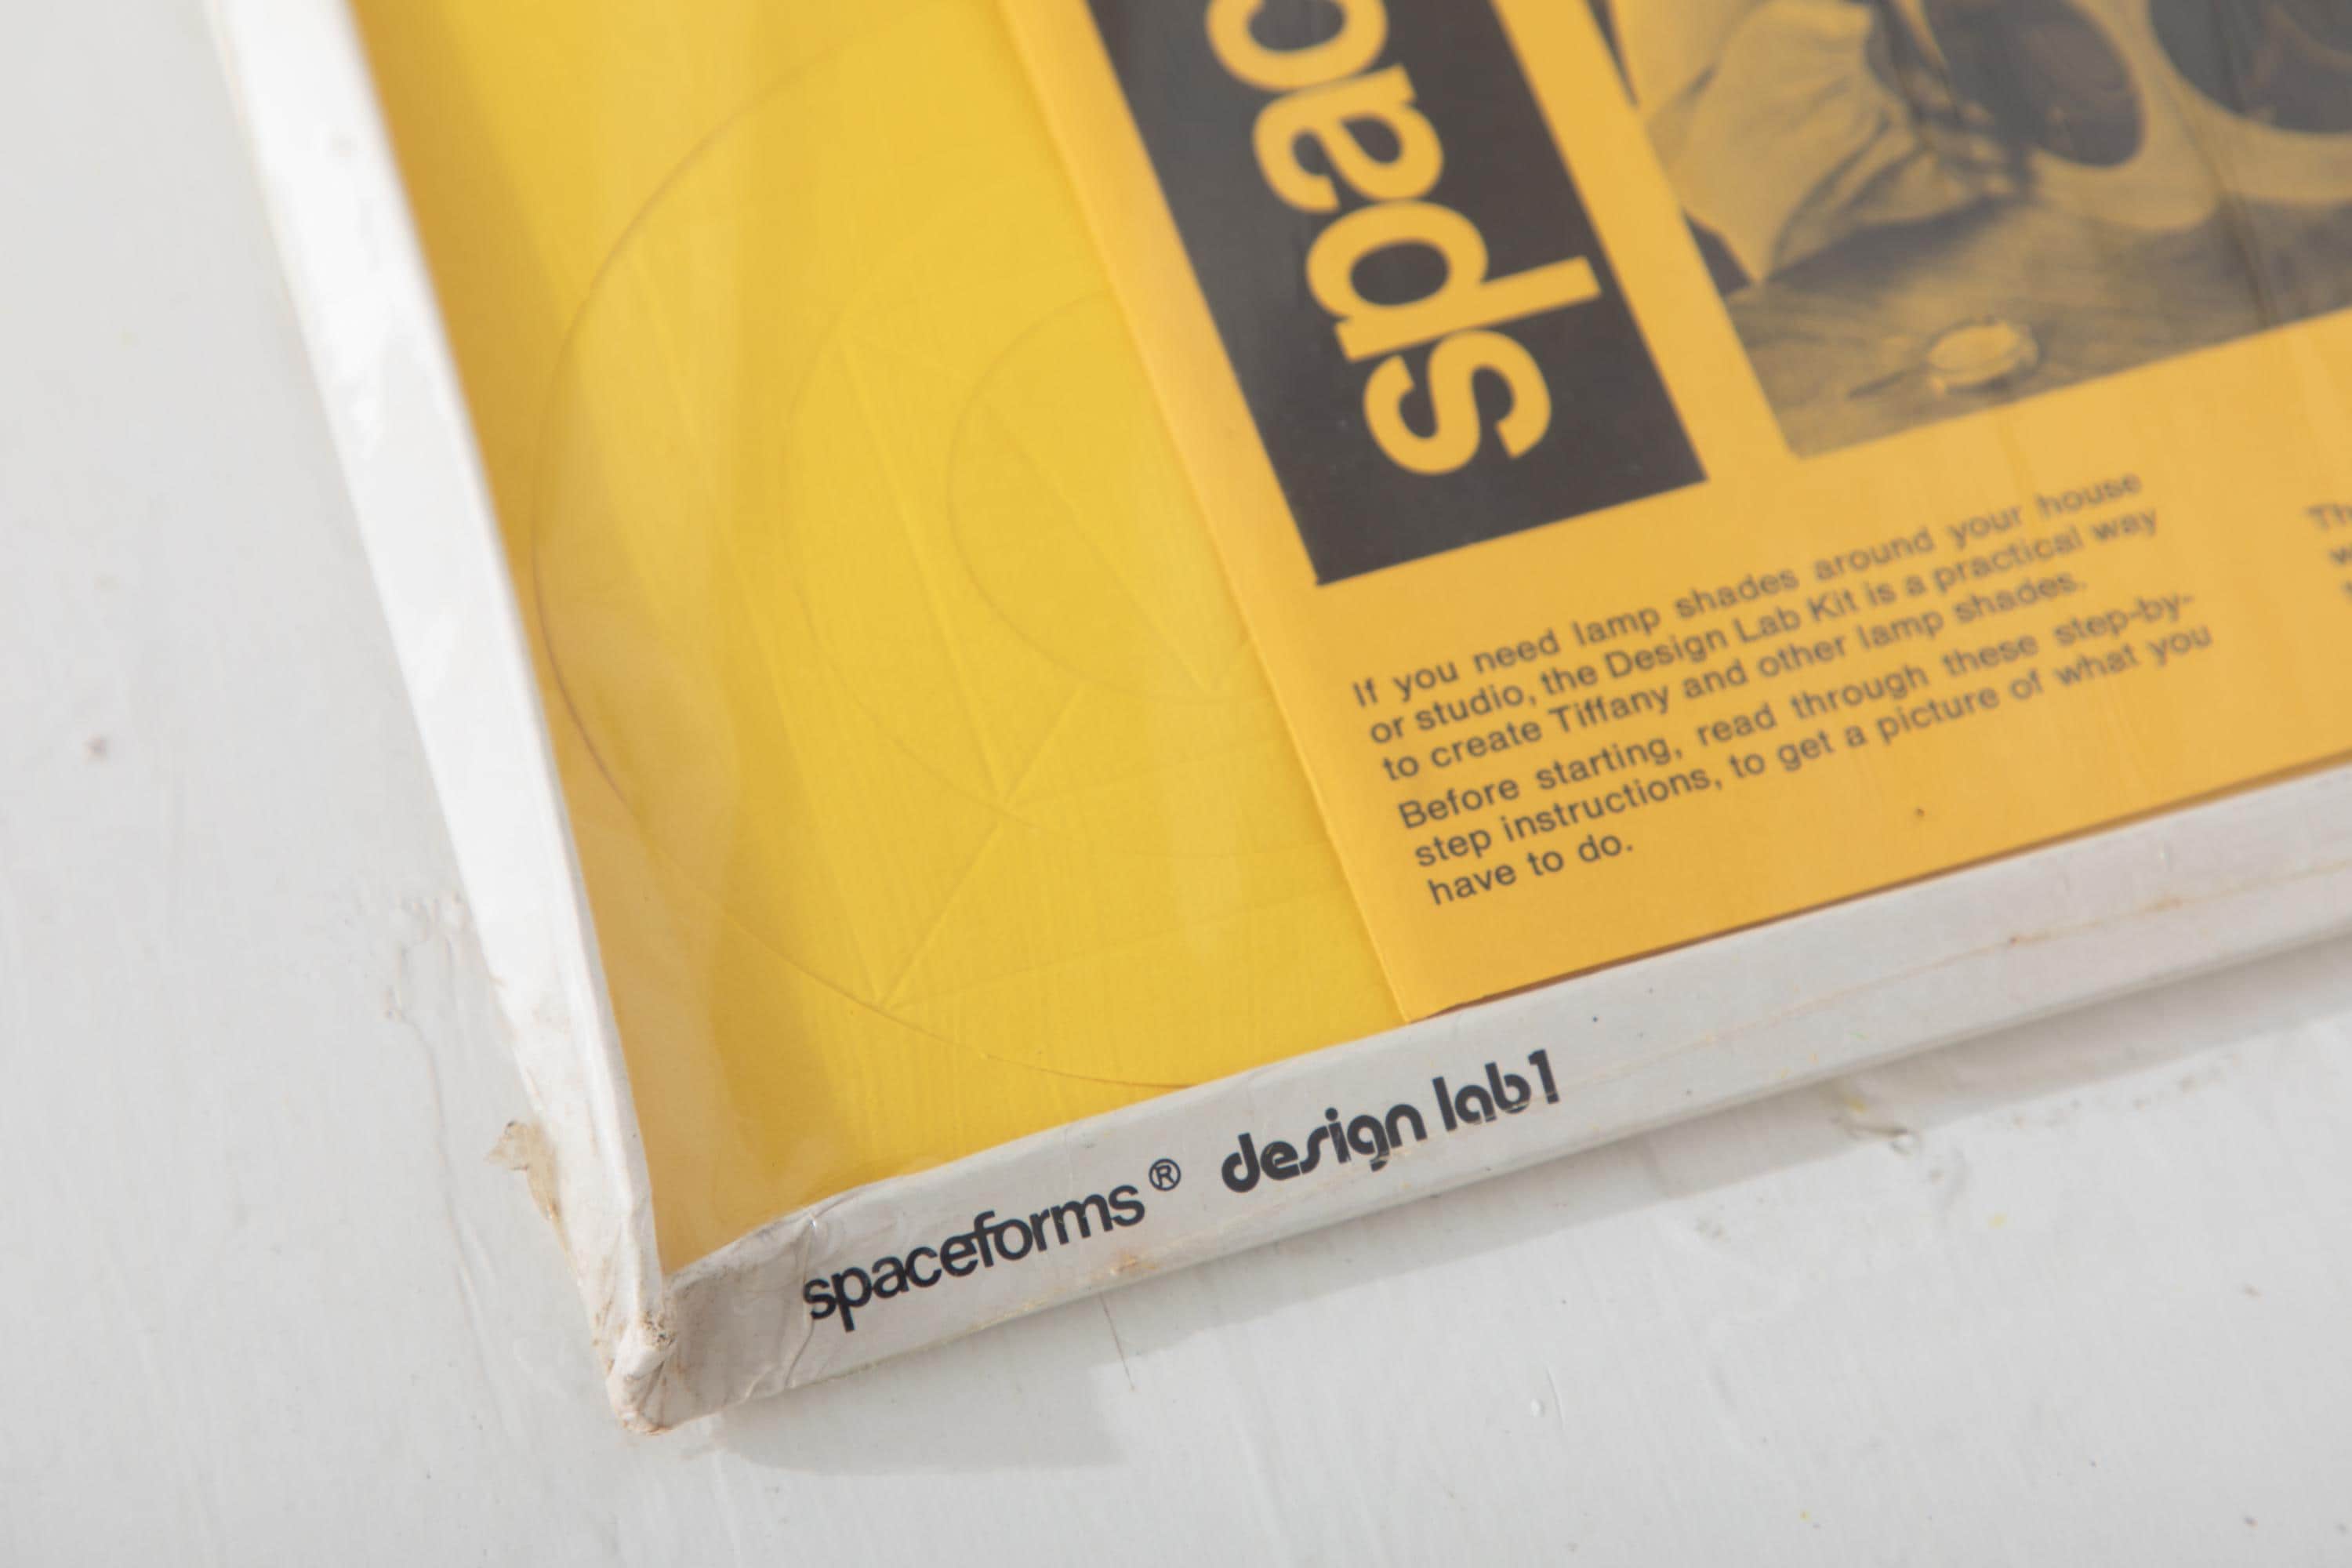 spac
If you need lamp shades around your house
or studio, the Design Lab Kit is a practical way
to create Tiffany and other lamp shades.
Before starting, read through these step-by-
step instructions, to get a picture of what you
have to do.
Th
w
spaceforms® design lab1